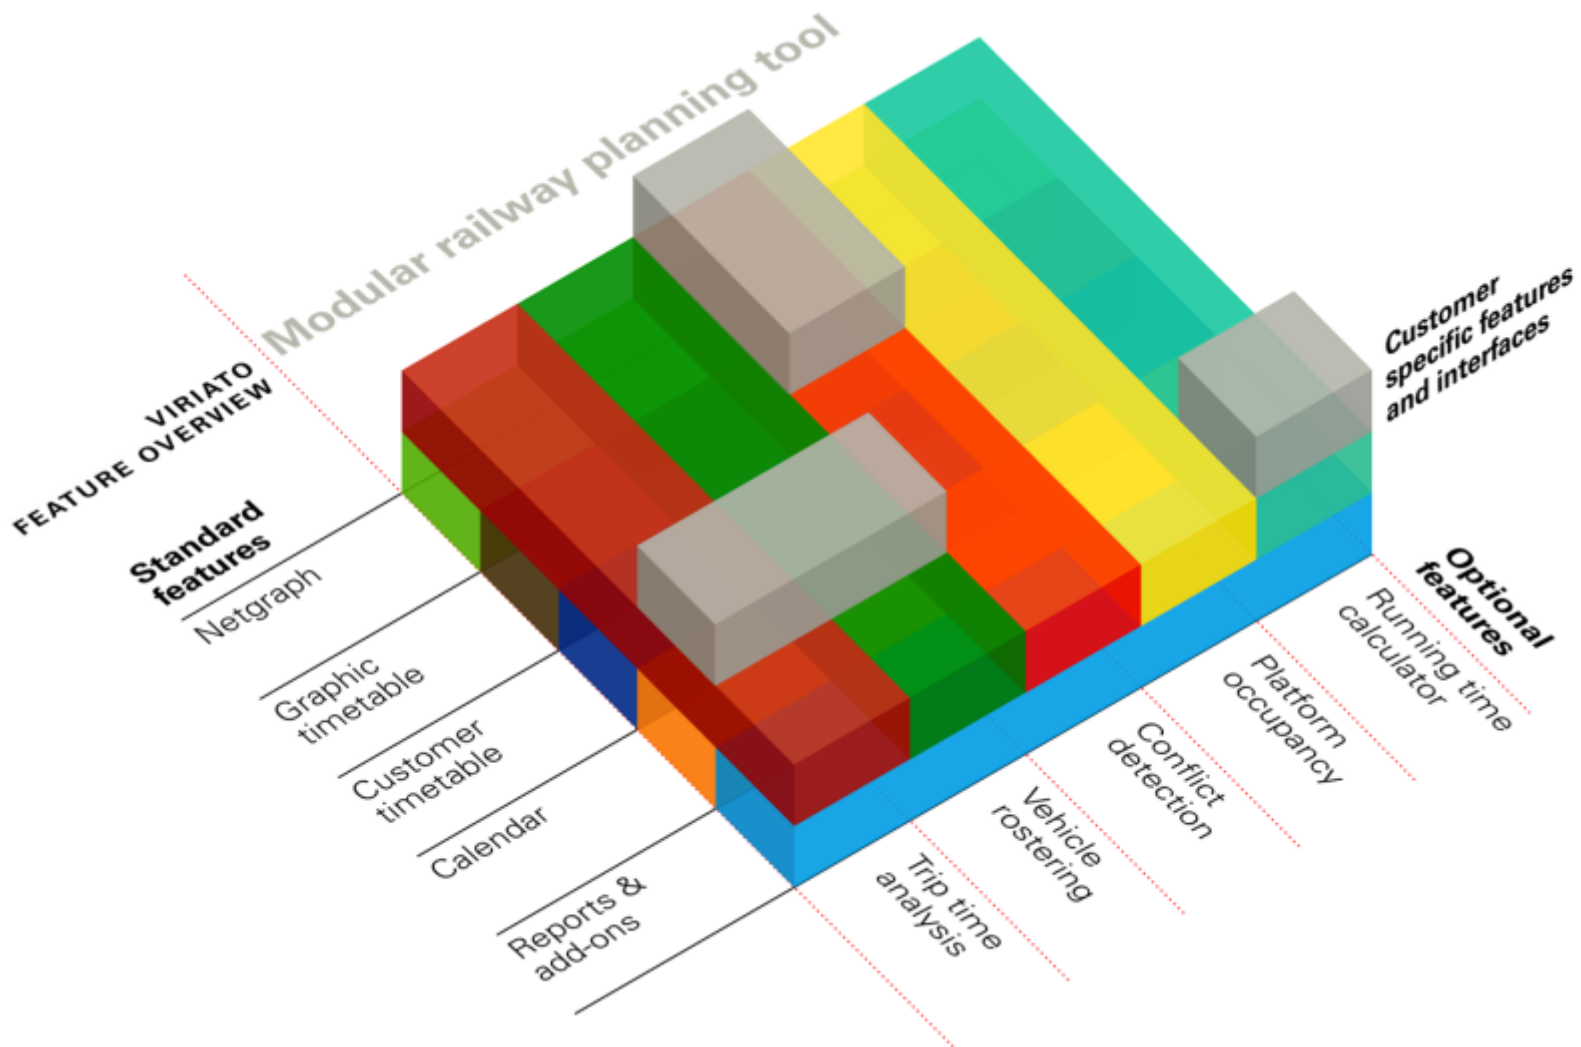 Modular railway planning tool
VIRIATO
FEATURE OVERVIEW
Standard
features
Netgraph
Graphic
timetable
Customer
timetable
Calendar
Reports &
add-ons
Customer
specific features
and interfaces
Optional
features
Running time
calculator
Platform
occupancy
Conflict
detection
Vehicle
rostering
Trip time
analysis